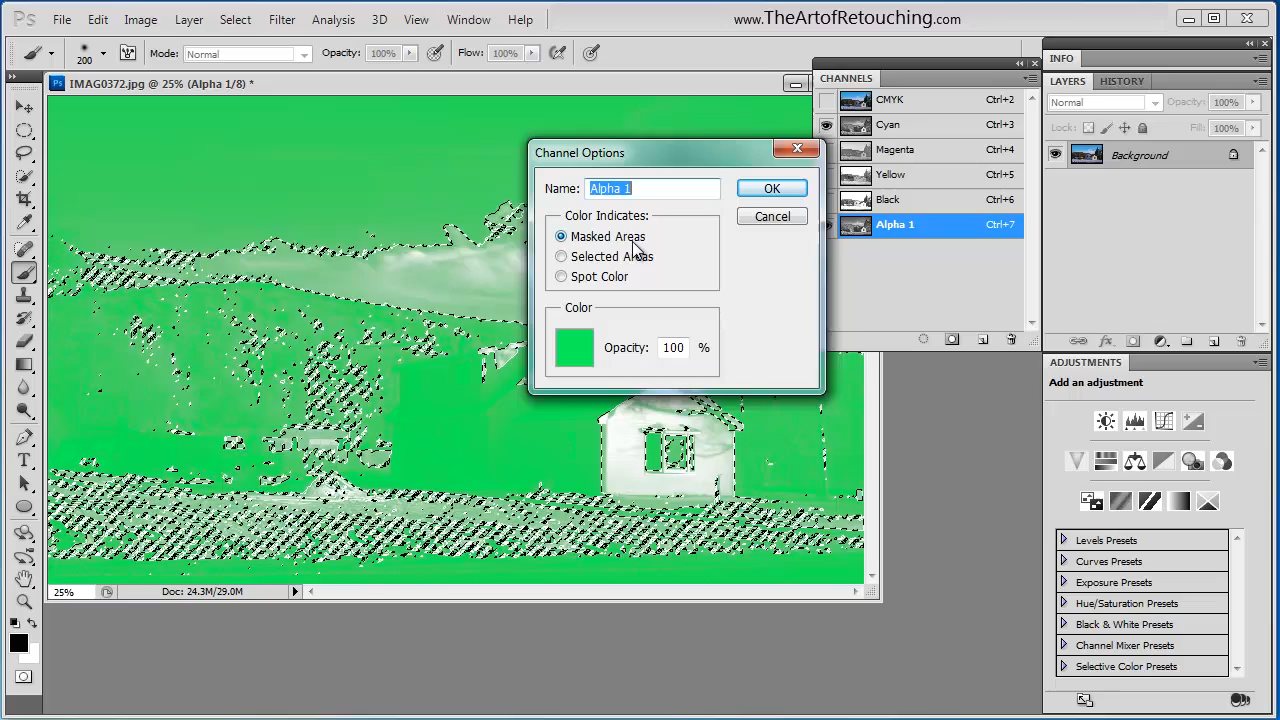 Ps File Edit Image Layer Select Filter Analysis 3D View Window Help www.TheArtofRetouching.com
200 Mode: Normal Opacity: 100% Flow: 100%
IMAG0372.jpg @ 25% (Alpha 1/8) *
CHANNELS
CMYK Ctrl+2
Cyan Ctrl+3
Magenta Ctrl+4
Yellow Ctrl+5
Black Ctrl+6
Alpha 1 Ctrl+7
Channel Options
Name: Alpha 1 OK
Color Indicates: Cancel
Masked Areas
Selected Areas
Spot Color
Color
Opacity: 100 %
INFO
LAYERS HISTORY
Normal Opacity: 100%
Lock: Fill: 100%
Background
ADJUSTMENTS
Add an adjustment
Levels Presets
Curves Presets
Exposure Presets
Hue/Saturation Presets
Black & White Presets
Channel Mixer Presets
Selective Color Presets
25% Doc: 24.3M/29.0M